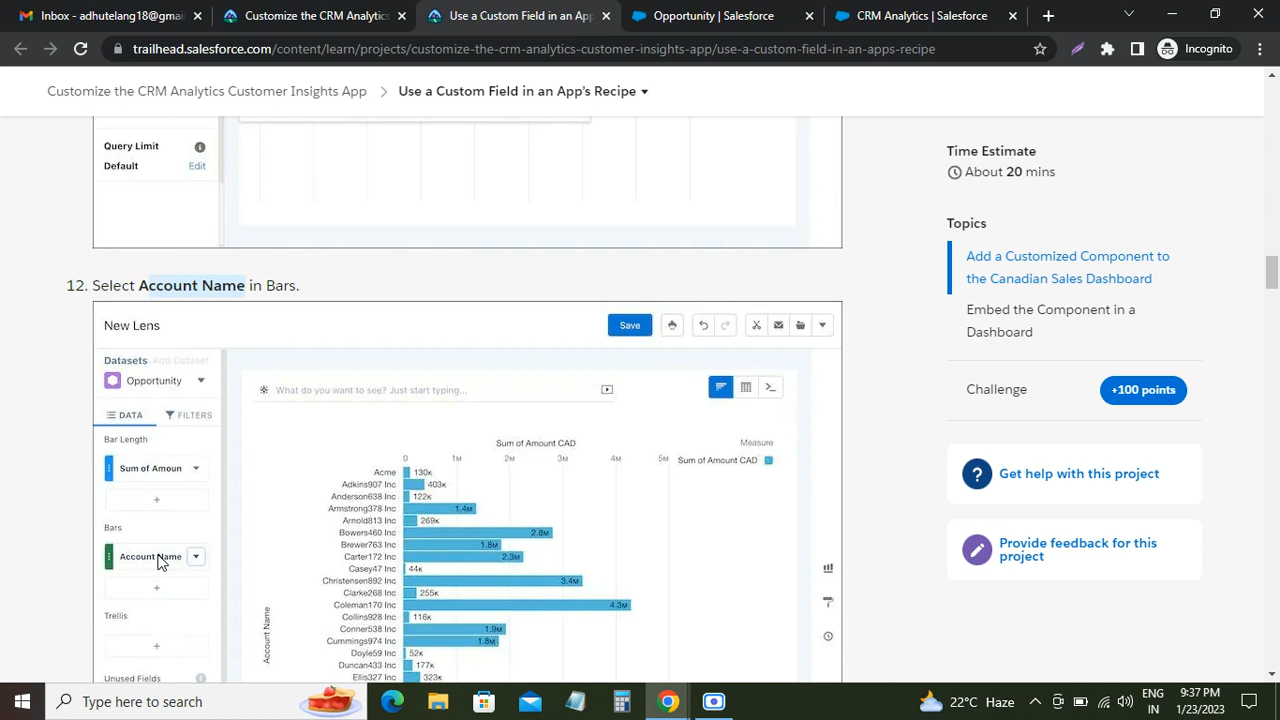 Inbox - adhutelang18@gmail
Customize the CRM Analytics
Use a Custom Field in an App
Opportunity | Salesforce
CRM Analytics | Salesforce
trailhead.salesforce.com/content/learn/projects/customize-the-crm-analytics-customer-insights-app/use-a-custom-field-in-an-apps-recipe
Incognito
Customize the CRM Analytics Customer Insights App
Use a Custom Field in an App's Recipe
Query Limit
Default
Edit
12. Select Account Name in Bars.
New Lens
Save
Datasets Add Dataset
Opportunity
DATA
FILTERS
Bar Length
Sum of Amoun
Bars
Account Name
Trellis
Unused Fields
What do you want to see? Just start typing...
Sum of Amount CAD
Measure
0 1M 2M 3M 4M 5M
Sum of Amount CAD
Account Name
Acme 130K
Adkins907 Inc 403K
Anderson638 Inc 122K
Armstrong378 Inc 1.4M
Arnold813 Inc 269K
Bowers460 Inc 2.8M
Brewer763 Inc 1.8M
Carter172 Inc 2.3M
Casey47 Inc 44K
Christensen892 Inc 3.4M
Clarke268 Inc 255K
Coleman170 Inc 4.3M
Collins928 Inc 116K
Conner538 Inc 1.9M
Cummings974 Inc 1.8M
Doyle59 Inc 52K
Duncan433 Inc 177K
Ellis327 Inc 323K
Time Estimate
About 20 mins
Topics
Add a Customized Component to
the Canadian Sales Dashboard
Embed the Component in a
Dashboard
Challenge
+100 points
Get help with this project
Provide feedback for this
project
Type here to search
22°C Haze
ENG
IN
9:37 PM
1/23/2023